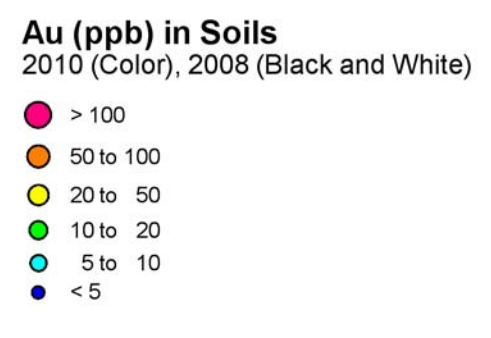 Au (ppb) in Soils
2010 (Color), 2008 (Black and White)
> 100
50 to 100
20 to 50
10 to 20
5 to 10
< 5